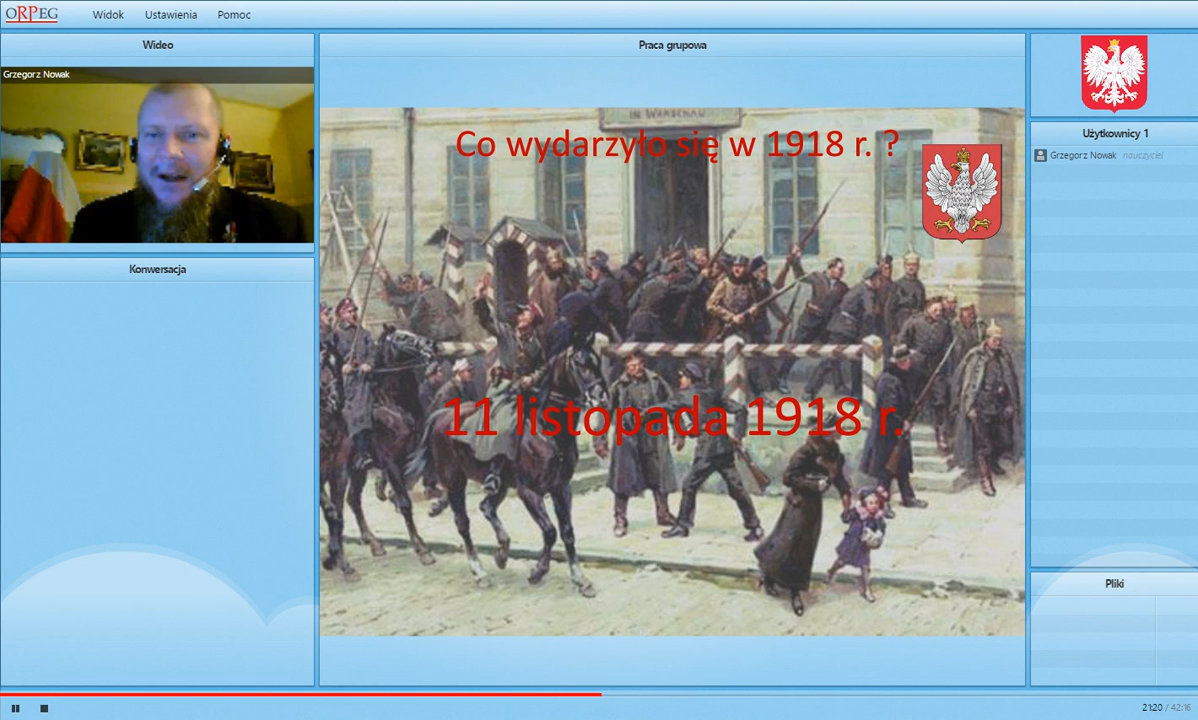 ORPEG
Widok Ustawienia Pomoc
Wideo
Grzegorz Nowak
Konwersacja
Praca grupowa
IN WARSCHAU
Co wydarzyło się w 1918 r. ?
11 listopada 1918 r.
Użytkownicy 1
Grzegorz Nowak nauczyciel
Pliki
21:20 / 42:16